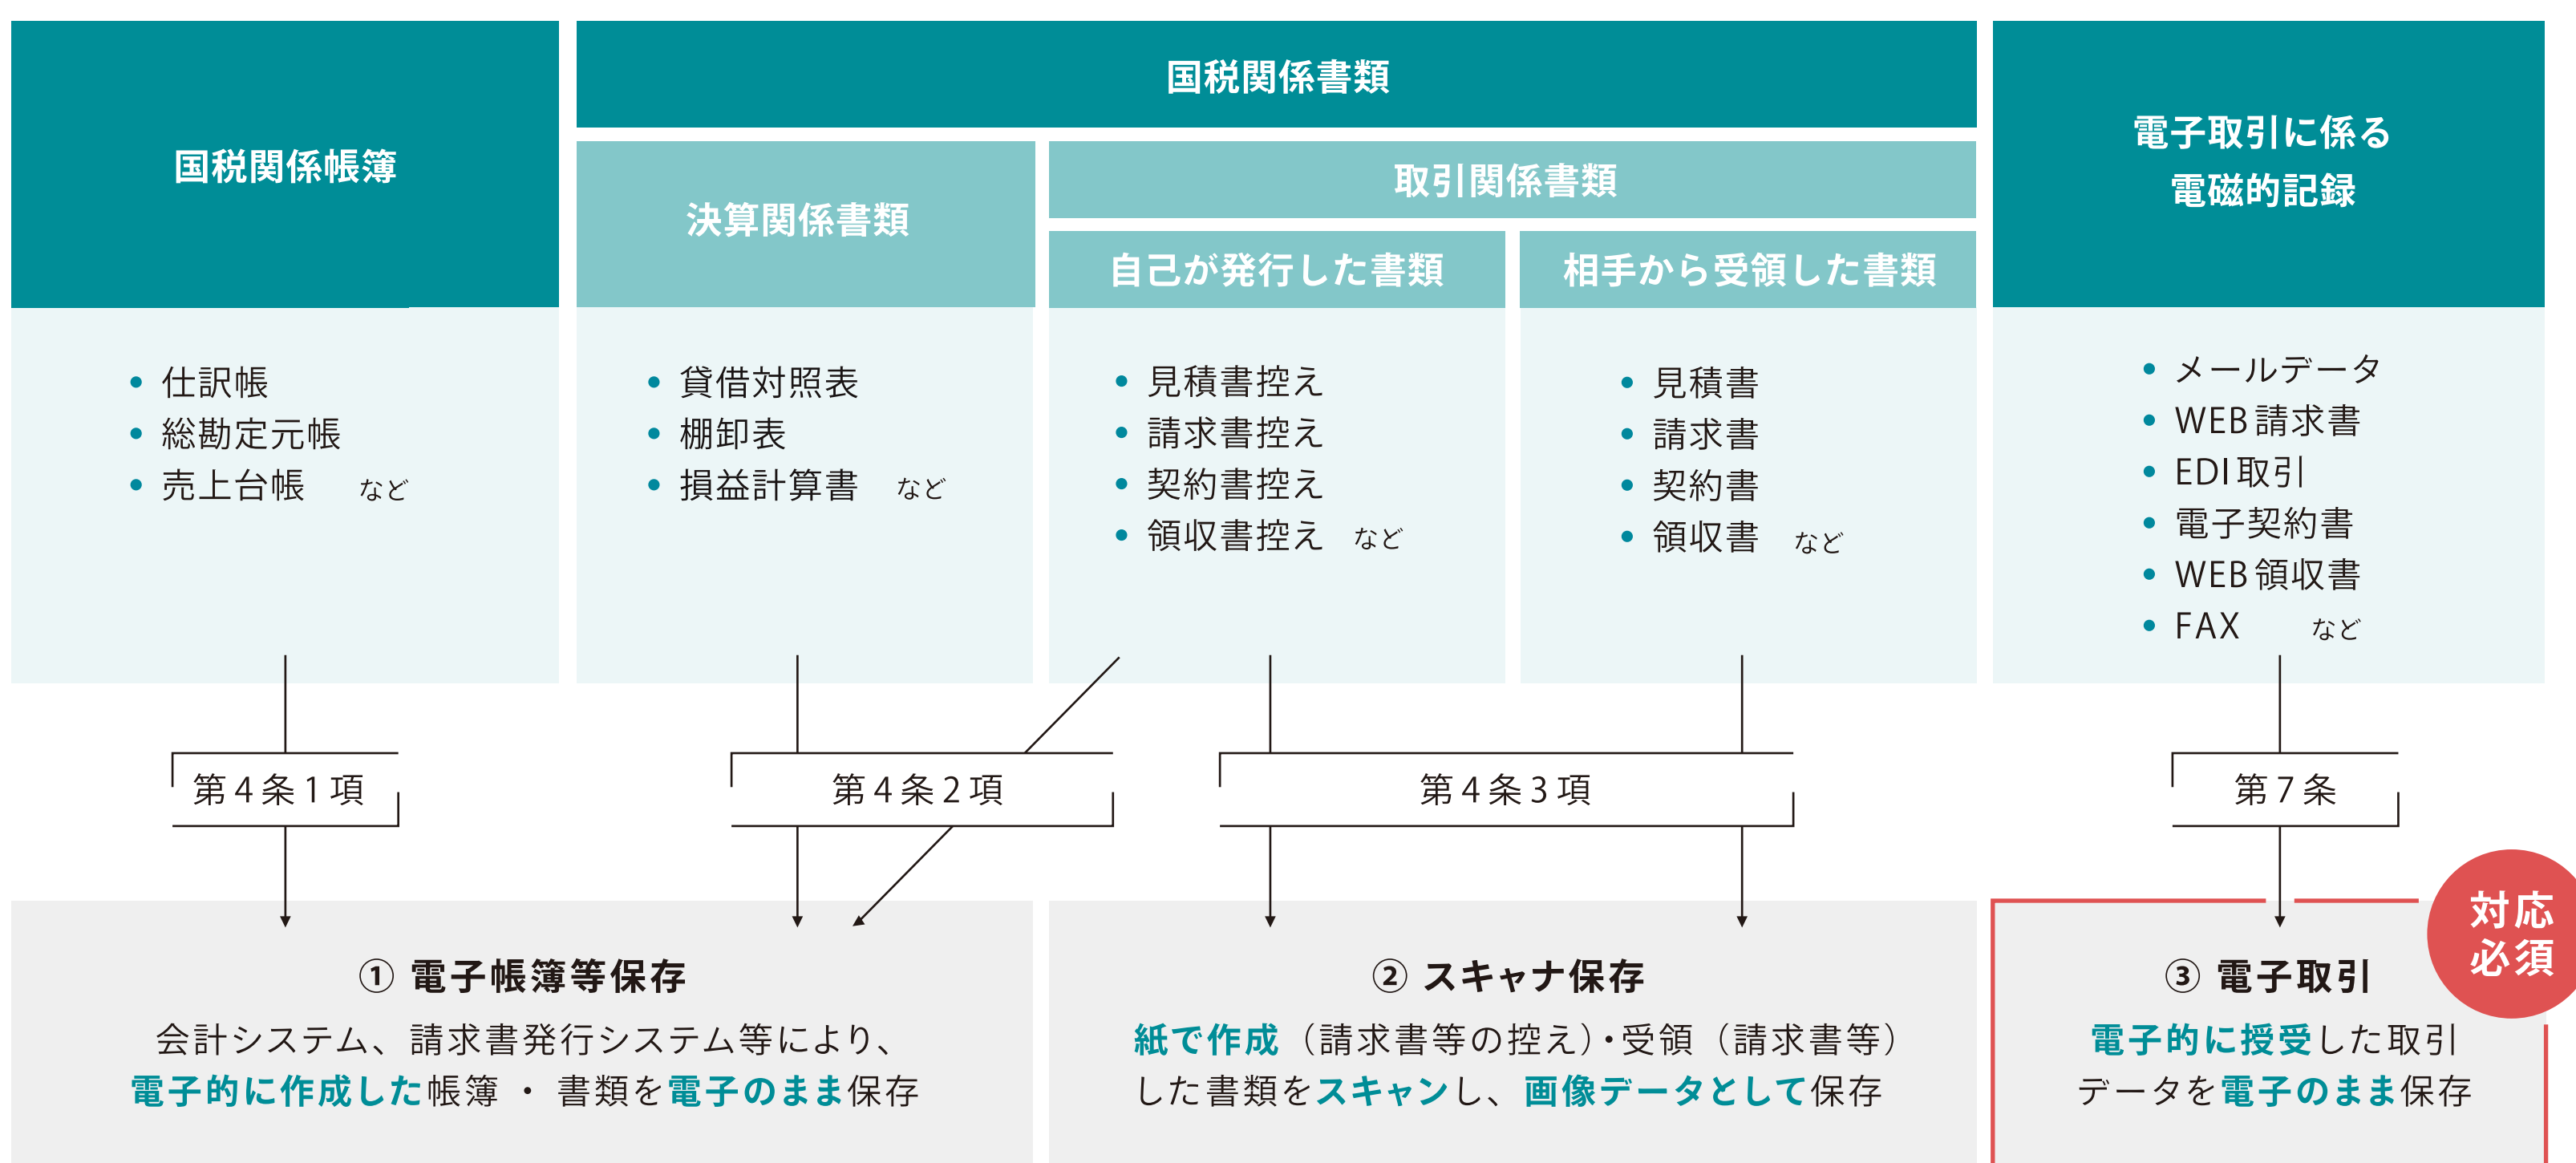 国税関係帳簿
国税関係書類
決算関係書類
取引関係書類
自己が発行した書類
相手から受領した書類
電子取引に係る
電磁的記録
• 仕訳帳
• 総勘定元帳
• 売上台帳 など
• 貸借対照表
• 棚卸表
• 損益計算書 など
• 見積書控え
• 請求書控え
• 契約書控え
• 領収書控え など
• 見積書
• 請求書
• 契約書
• 領収書 など
• メールデータ
• WEB請求書
• EDI取引
• 電子契約書
• WEB領収書
• FAX など
第4条1項
第4条2項
第4条3項
第7条
① 電子帳簿等保存
会計システム、請求書発行システム等により、
電子的に作成した帳簿 ・ 書類を電子のまま保存
② スキャナ保存
紙で作成（請求書等の控え）・受領（請求書等）
した書類をスキャンし、画像データとして保存
対応
必須
③ 電子取引
電子的に授受した取引
データを電子のまま保存